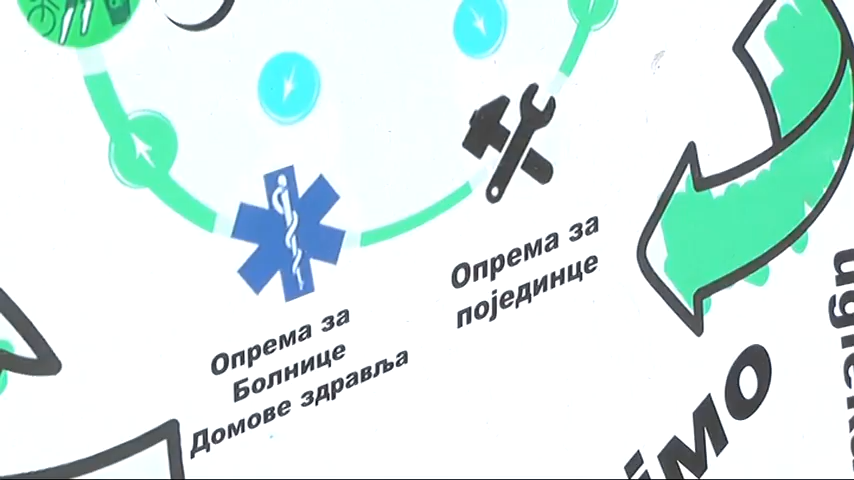 Опрема за
Болнице
Домове здравља
Опрема за
појединце